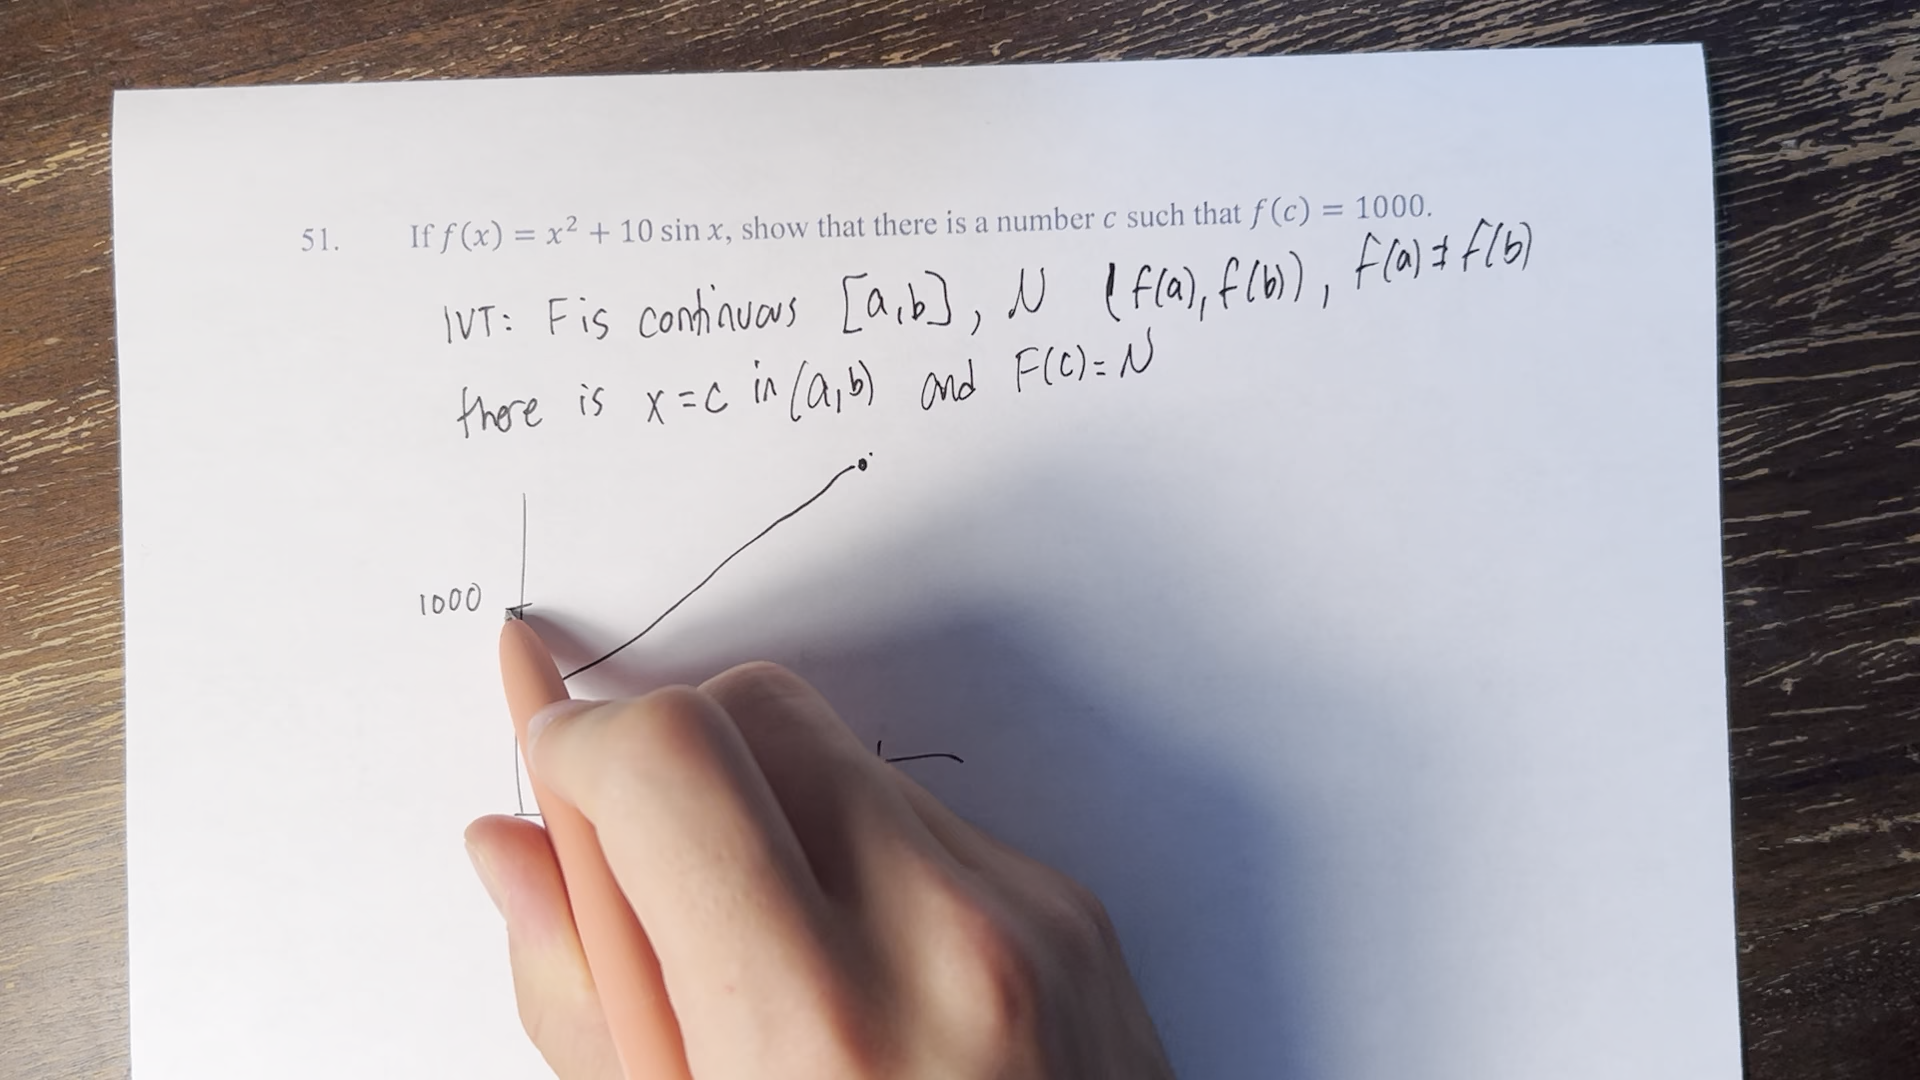 51. If f(x) = x² + 10 sin x, show that there is a number c such that f(c) = 1000.
IVT: F is continuous [a,b], N (f(a), f(b)), f(a) ≠ f(b)
there is x = c in (a,b) and F(c) = N
1000